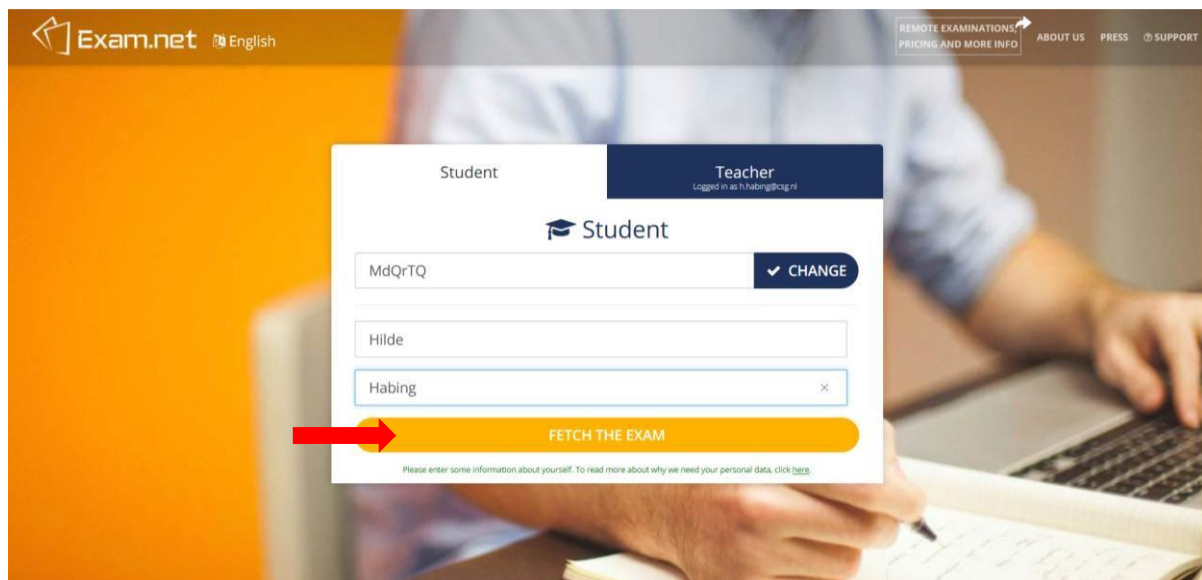 Exam.net English
REMOTE EXAMINATIONS,
PRICING AND MORE INFO
ABOUT US PRESS SUPPORT
Student
Teacher
Logged in as h.habing@csg.nl
Student
MdQrTQ
CHANGE
Hilde
Habing
FETCH THE EXAM
Please enter some information about yourself. To read more about why we need your personal data, click here.